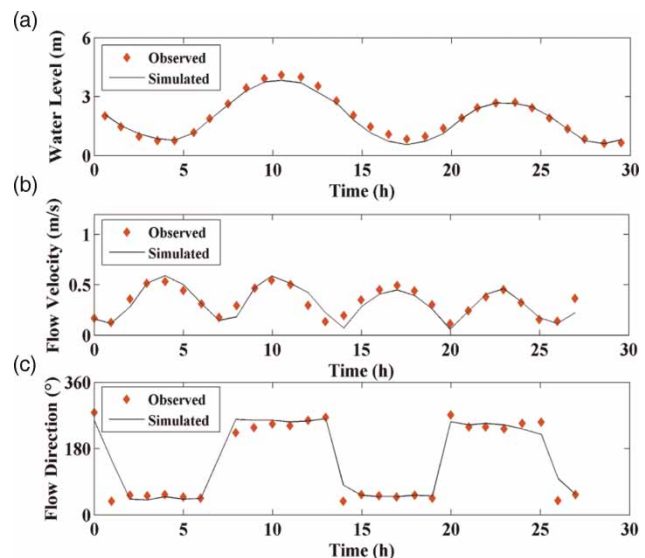 (a)
Water Level (m)
6
3
0
Observed
Simulated
0 5 10 15 20 25 30
Time (h)
(b)
Flow Velocity (m/s)
1
0.5
0
Observed
Simulated
0 5 10 15 20 25 30
Time (h)
(c)
Flow Direction (°)
360
180
0
Observed
Simulated
0 5 10 15 20 25 30
Time (h)